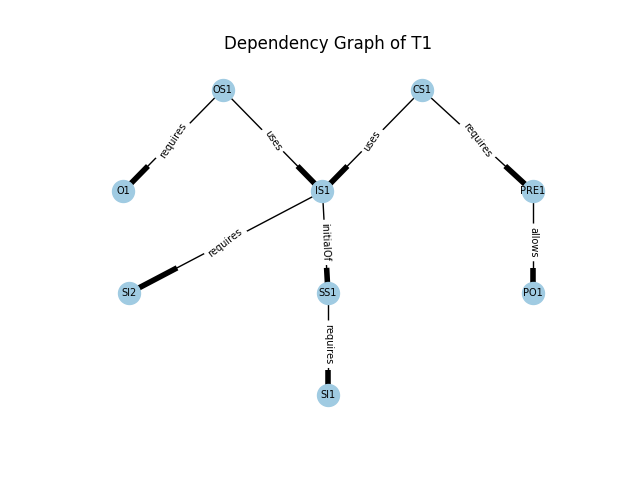 Dependency Graph of T1
OS1
CS1
requires
uses
uses
requires
O1
IS1
PRE1
requires
initialOf
allows
SI2
SS1
PO1
requires
SI1